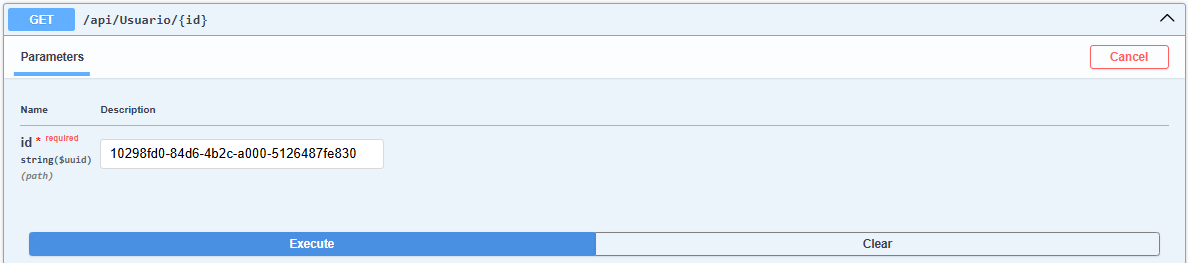 GET /api/Usuario/{id}
Parameters Cancel
Name Description
id * required
string($uuid) 10298fd0-84d6-4b2c-a000-5126487fe830
(path)
Execute Clear